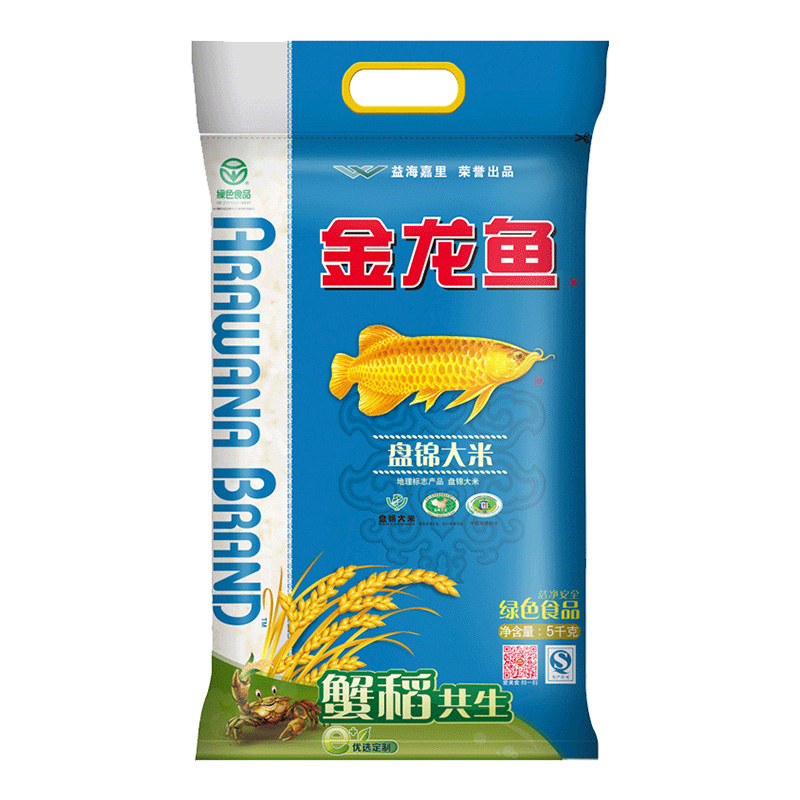 益海嘉里 荣誉出品
绿色食品
ARAWANA BRAND™
金龙鱼
盘锦大米
地理标志产品 盘锦大米
盘锦大米
洁净安全
绿色食品
净含量：5千克
蟹稻共生
e+
优选定制